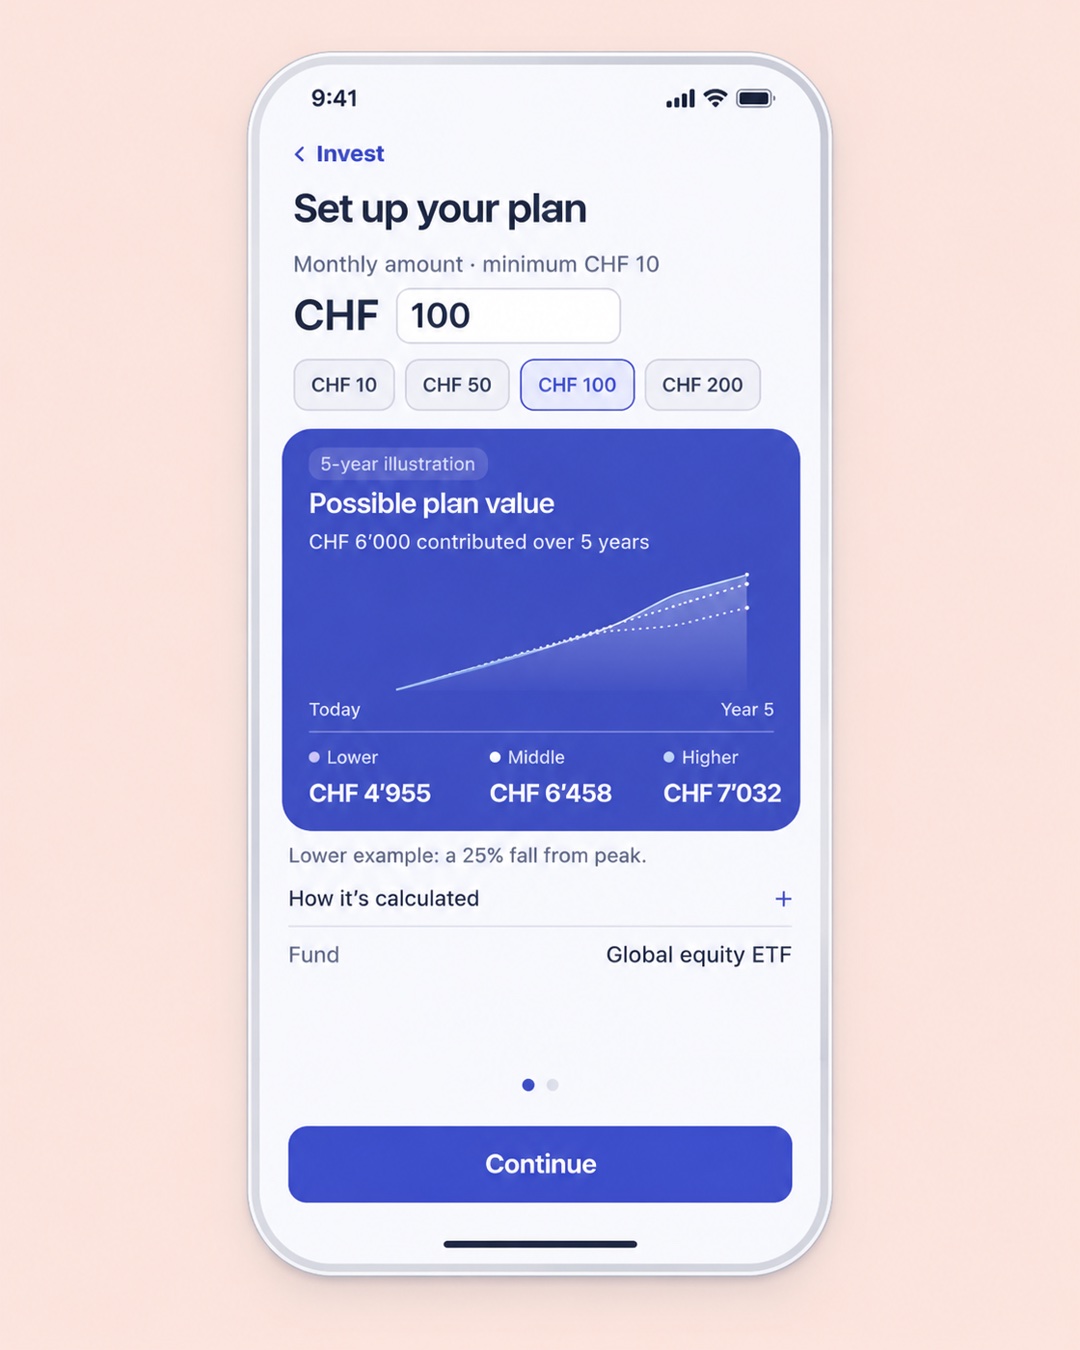 9:41
Invest
Set up your plan
Monthly amount · minimum CHF 10
CHF 100
CHF 10 CHF 50 CHF 100 CHF 200
5-year illustration
Possible plan value
CHF 6’000 contributed over 5 years
Today Year 5
Lower Middle Higher
CHF 4’955 CHF 6’458 CHF 7’032
Lower example: a 25% fall from peak.
How it’s calculated +
Fund Global equity ETF
Continue